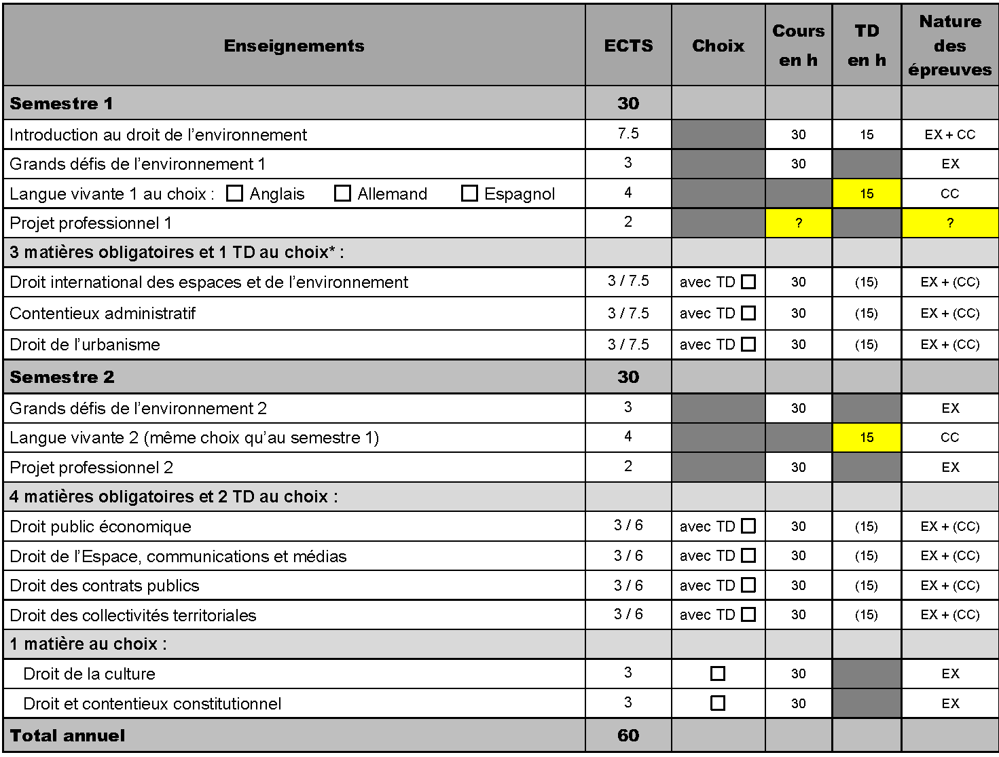 Enseignements ECTS Choix Cours en h TD en h Nature des épreuves
Semestre 1 30
Introduction au droit de l’environnement 7.5 30 15 EX + CC
Grands défis de l’environnement 1 3 30 EX
Langue vivante 1 au choix : ☐ Anglais ☐ Allemand ☐ Espagnol 4 15 CC
Projet professionnel 1 2 ? ?
3 matières obligatoires et 1 TD au choix* :
Droit international des espaces et de l’environnement 3 / 7.5 avec TD ☐ 30 (15) EX + (CC)
Contentieux administratif 3 / 7.5 avec TD ☐ 30 (15) EX + (CC)
Droit de l’urbanisme 3 / 7.5 avec TD ☐ 30 (15) EX + (CC)
Semestre 2 30
Grands défis de l’environnement 2 3 30 EX
Langue vivante 2 (même choix qu’au semestre 1) 4 15 CC
Projet professionnel 2 2 30 EX
4 matières obligatoires et 2 TD au choix :
Droit public économique 3 / 6 avec TD ☐ 30 (15) EX + (CC)
Droit de l’Espace, communications et médias 3 / 6 avec TD ☐ 30 (15) EX + (CC)
Droit des contrats publics 3 / 6 avec TD ☐ 30 (15) EX + (CC)
Droit des collectivités territoriales 3 / 6 avec TD ☐ 30 (15) EX + (CC)
1 matière au choix :
Droit de la culture 3 ☐ 30 EX
Droit et contentieux constitutionnel 3 ☐ 30 EX
Total annuel 60